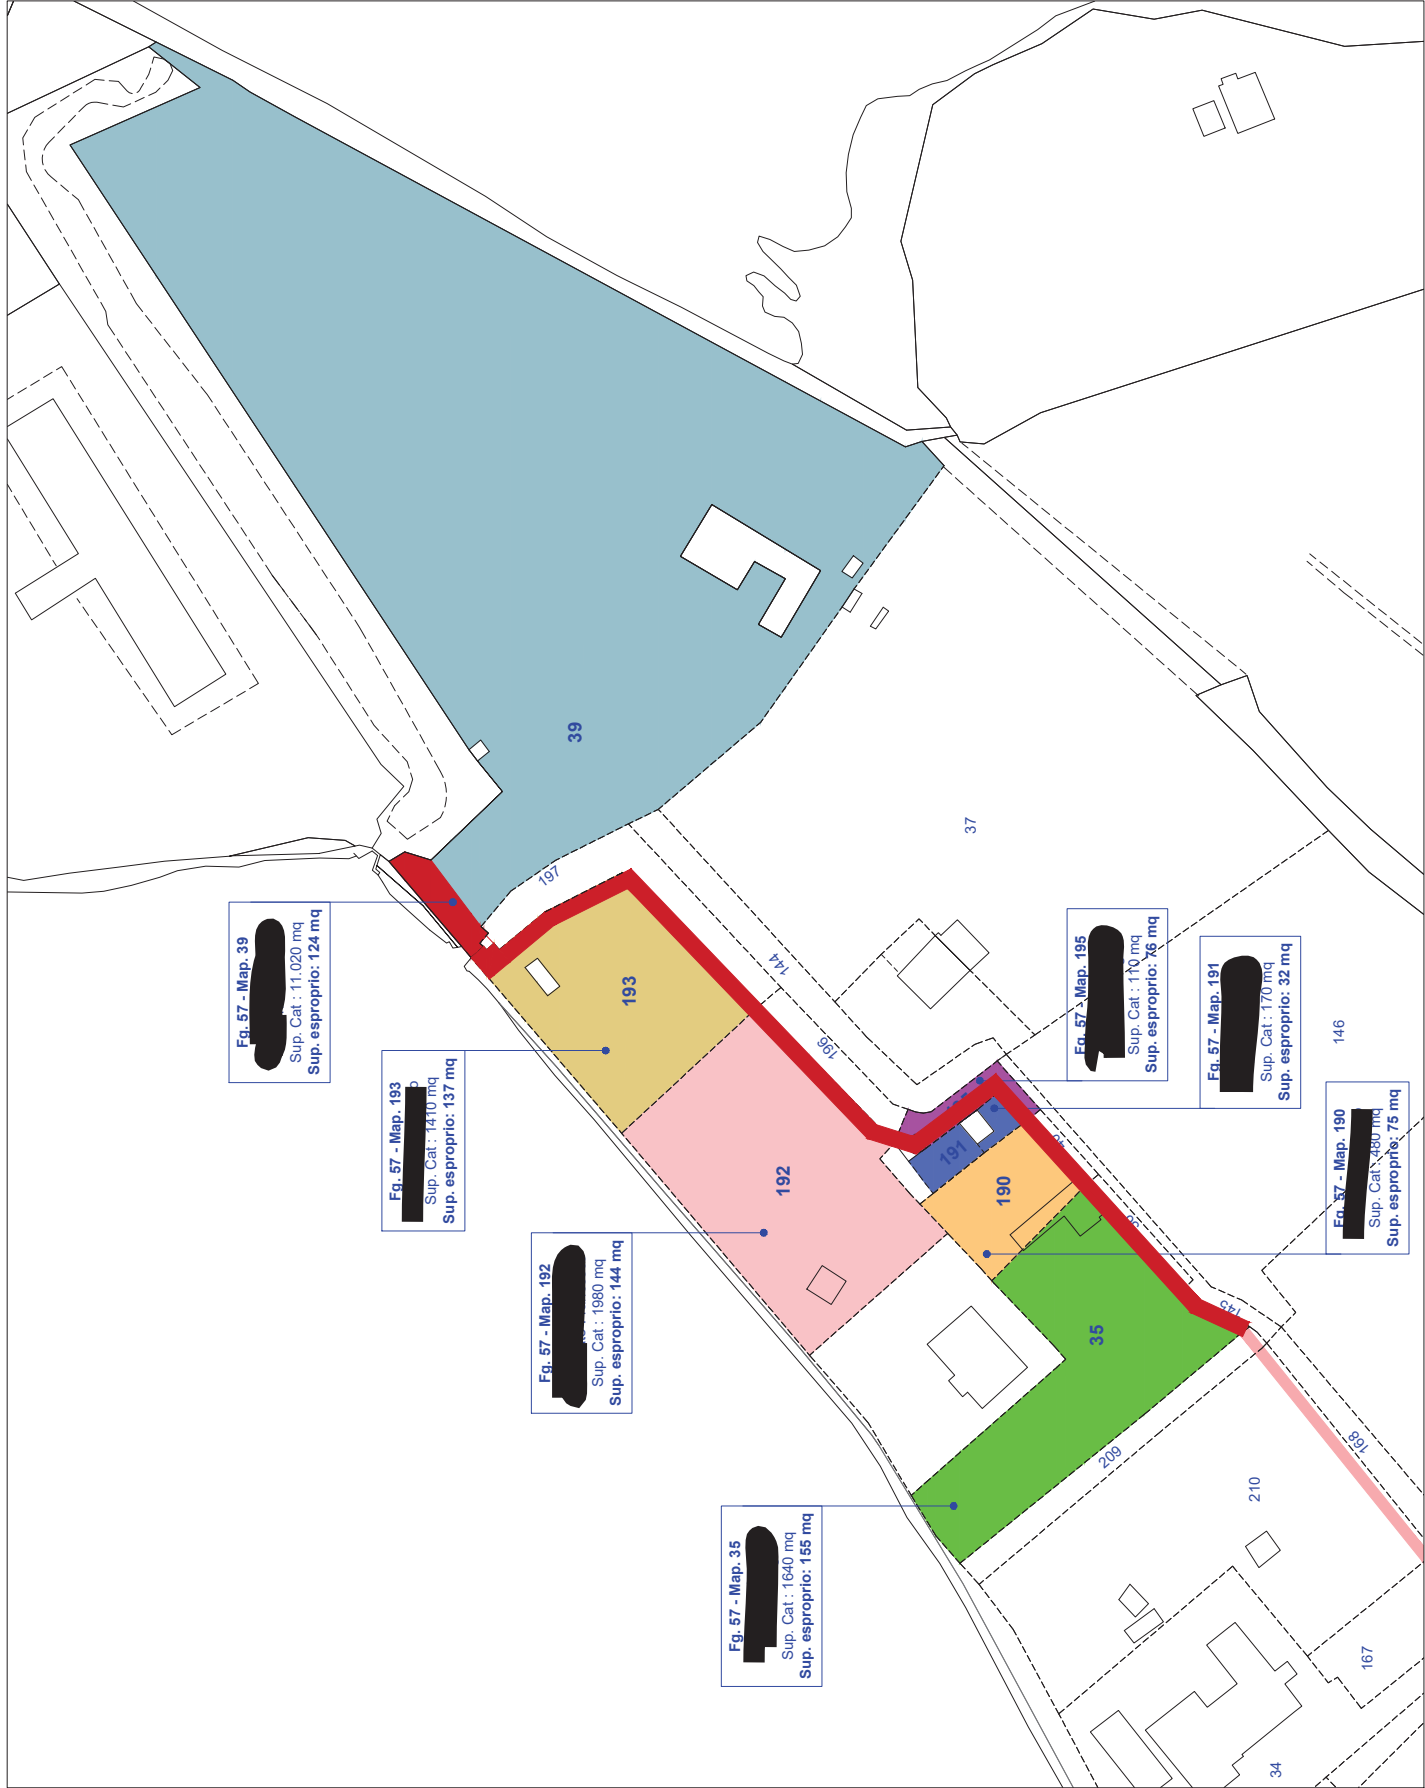 Fg. 57 - Map. 39
Sup. Cat : 11.020 mq
Sup. esproprio: 124 mq
Fg. 57 - Map. 193
Sup. Cat : 1410 mq
Sup. esproprio: 137 mq
Fg. 57 - Map. 192
Sup. Cat : 1980 mq
Sup. esproprio: 144 mq
Fg. 57 - Map. 35
Sup. Cat : 1640 mq
Sup. esproprio: 155 mq
Fg. 57 - Map. 195
Sup. Cat : 110 mq
Sup. esproprio: 76 mq
Fg. 57 - Map. 191
Sup. Cat : 170 mq
Sup. esproprio: 32 mq
Fg. 57 - Map. 190
Sup. Cat : 480 mq
Sup. esproprio: 75 mq
39
197
193
37
144
196
192
191
190
146
35
145
209
210
168
167
34